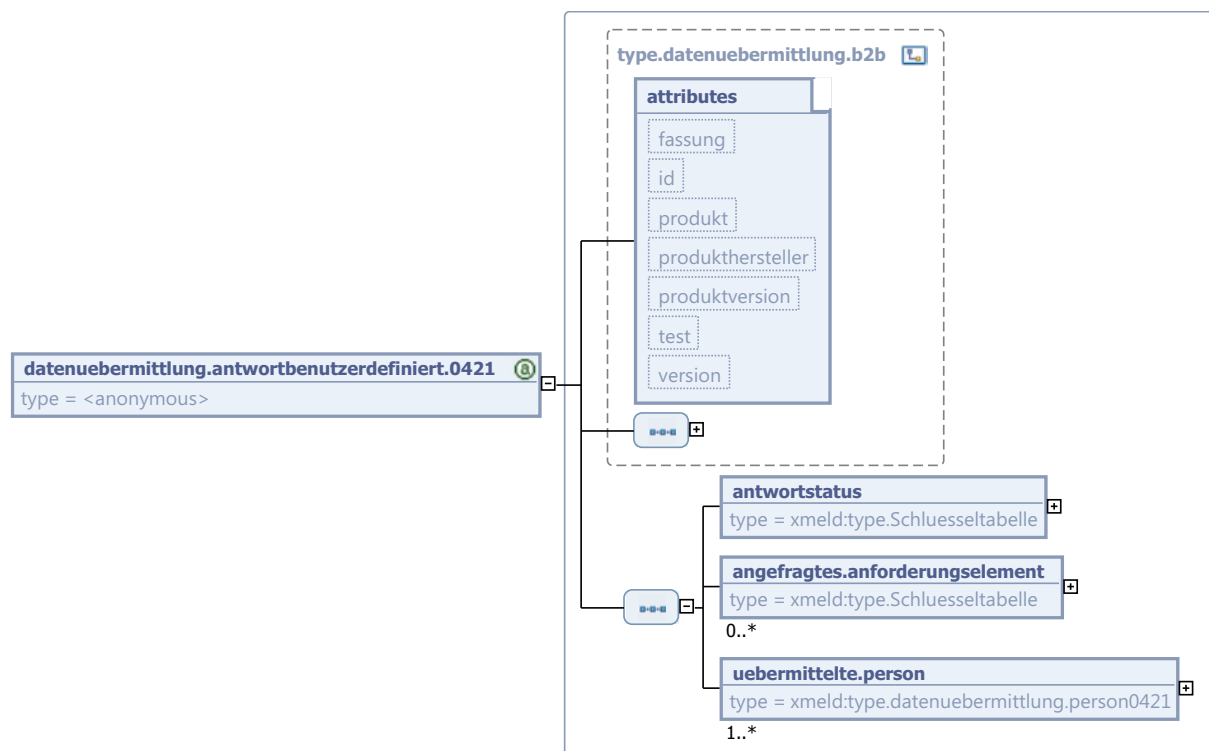 type.datenuebermittlung.b2b
attributes
fassung
id
produkt
produkthersteller
produktversion
test
version
datenuebermittlung.antwortbenutzerdefiniert.0421
type = <anonymous>
antwortstatus
type = xmeld:type.Schluesseltabelle
angefragtes.anforderungselement
type = xmeld:type.Schluesseltabelle
0..*
uebermittelte.person
type = xmeld:type.datenuebermittlung.person0421
1..*